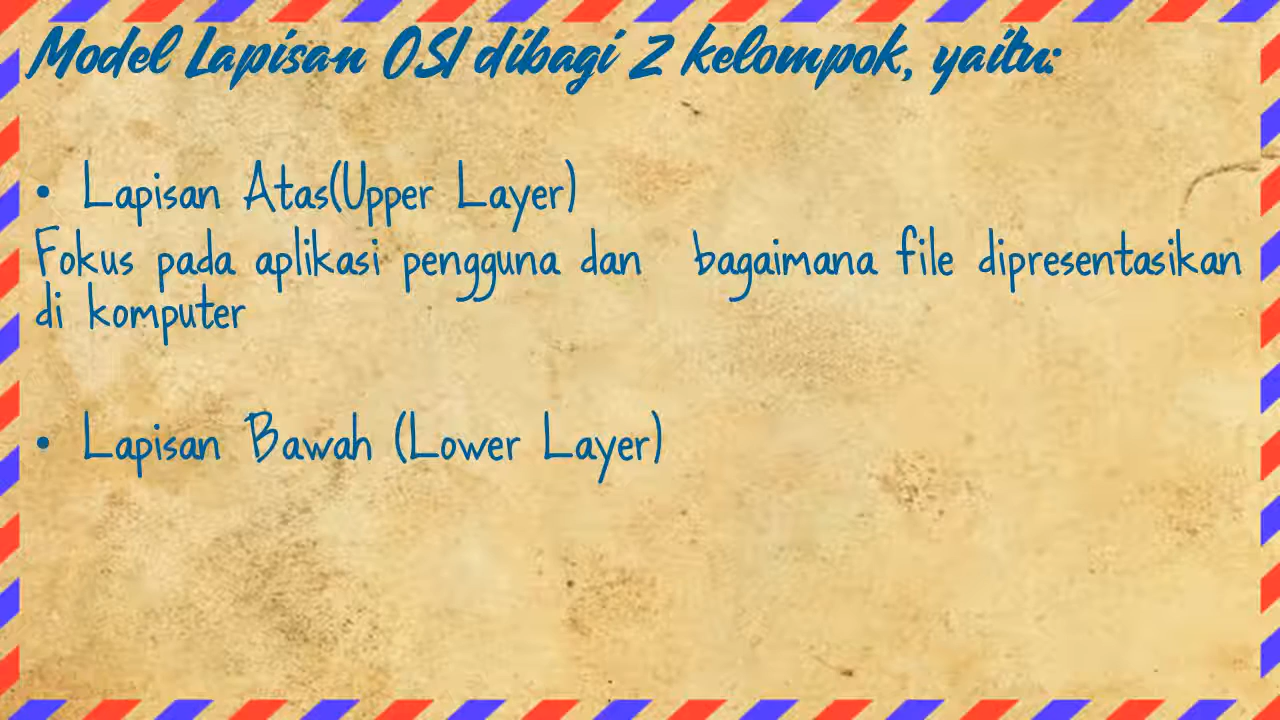 Model Lapisan OSI dibagi 2 kelompok, yaitu:
• Lapisan Atas(Upper Layer)
Fokus pada aplikasi pengguna dan bagaimana file dipresentasikan
di komputer
• Lapisan Bawah (Lower Layer)